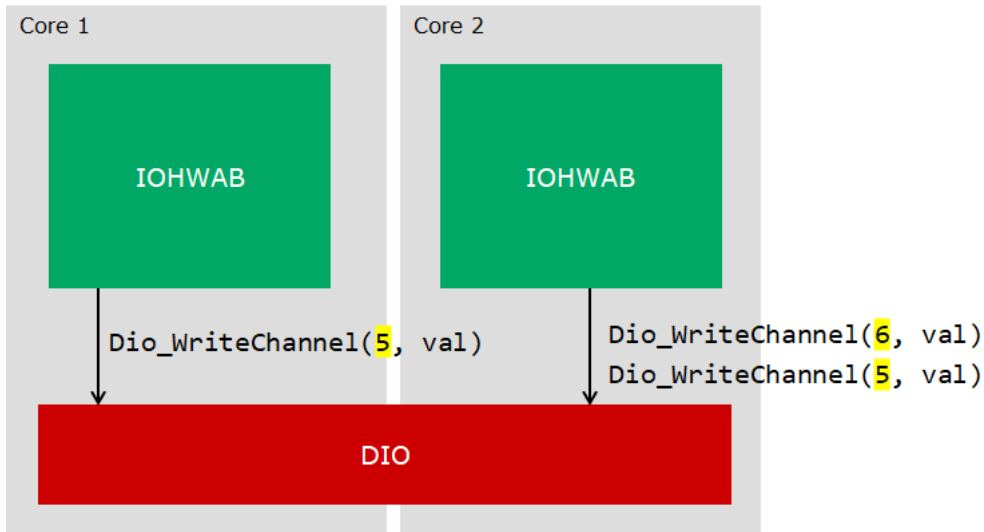 Core 1
Core 2
IOHWAB
IOHWAB
Dio_WriteChannel(5, val)
Dio_WriteChannel(6, val)
Dio_WriteChannel(5, val)
DIO